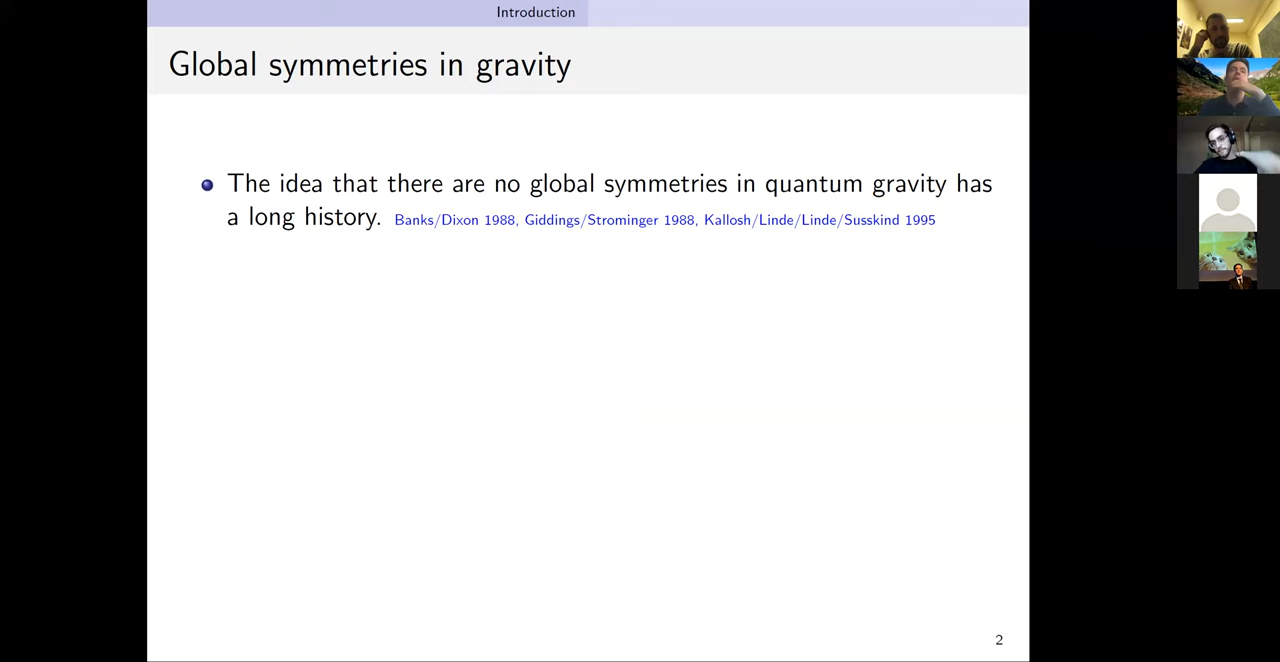 Introduction
Global symmetries in gravity
The idea that there are no global symmetries in quantum gravity has
a long history. Banks/Dixon 1988, Giddings/Strominger 1988, Kallosh/Linde/Linde/Susskind 1995
2